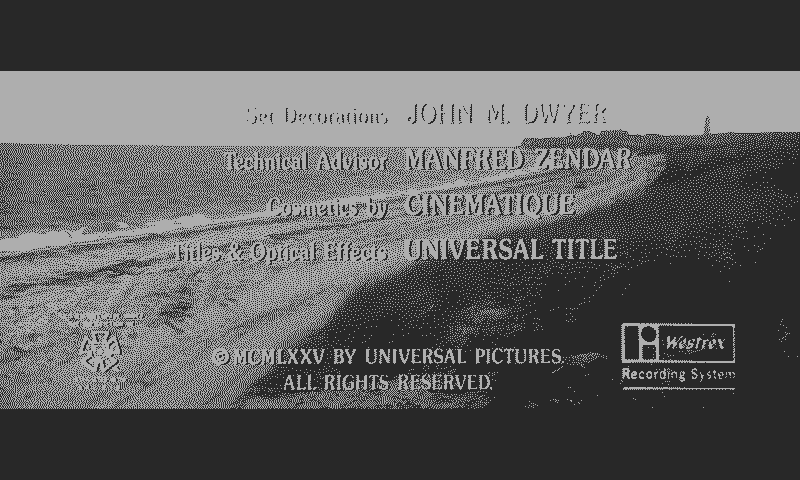 Set Decorations JOHN M. DWYER
Technical Advisor MANFRED ZENDAR
Cosmetics by CINEMATIQUE
Titles & Optical Effects UNIVERSAL TITLE
© MCMLXXV BY UNIVERSAL PICTURES.
ALL RIGHTS RESERVED.
Westrex
Recording System